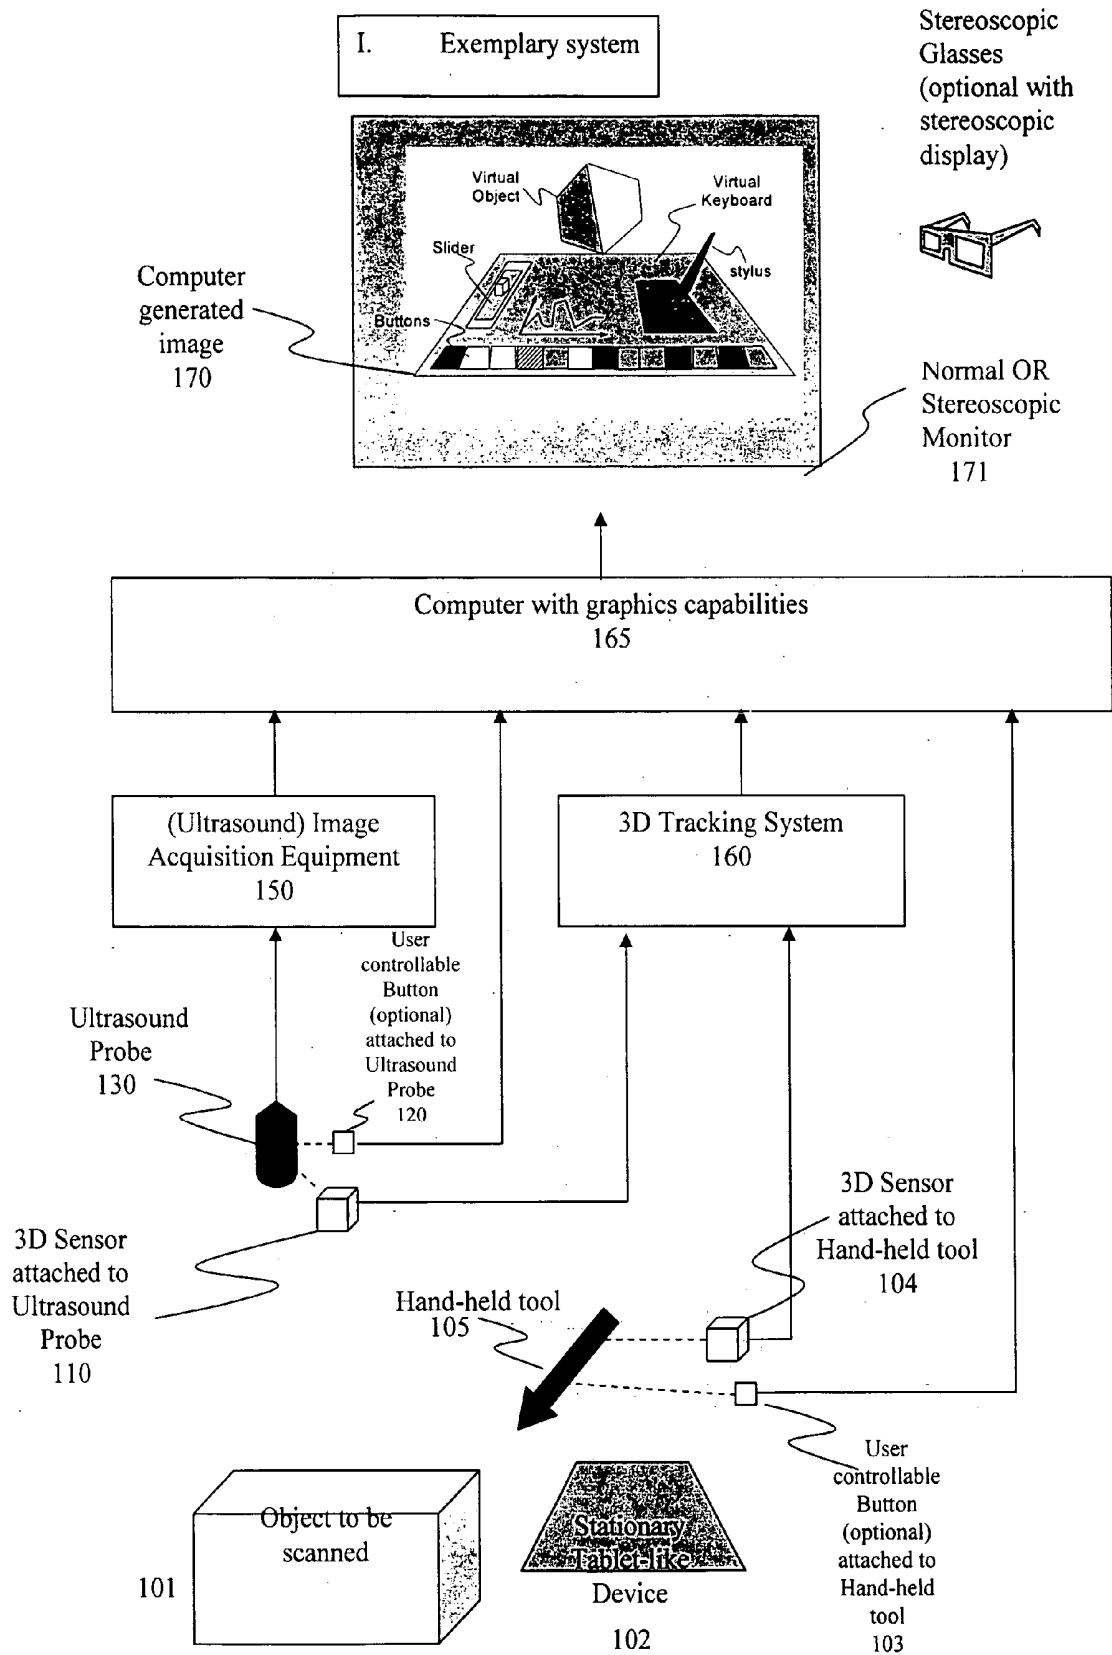 I. Exemplary system
Stereoscopic
Glasses
(optional with
stereoscopic
display)
Virtual
Object
Virtual
Keyboard
Slider
stylus
Buttons
Computer
generated
image
170
Normal OR
Stereoscopic
Monitor
171
Computer with graphics capabilities
165
(Ultrasound) Image
Acquisition Equipment
150
3D Tracking System
160
User
controllable
Button
(optional)
attached to
Ultrasound
Probe
120
Ultrasound
Probe
130
3D Sensor
attached to
Ultrasound
Probe
110
3D Sensor
attached to
Hand-held tool
104
Hand-held tool
105
User
controllable
Button
(optional)
attached to
Hand-held
tool
103
Object to be
scanned
101
Stationary
Tablet-like
Device
102